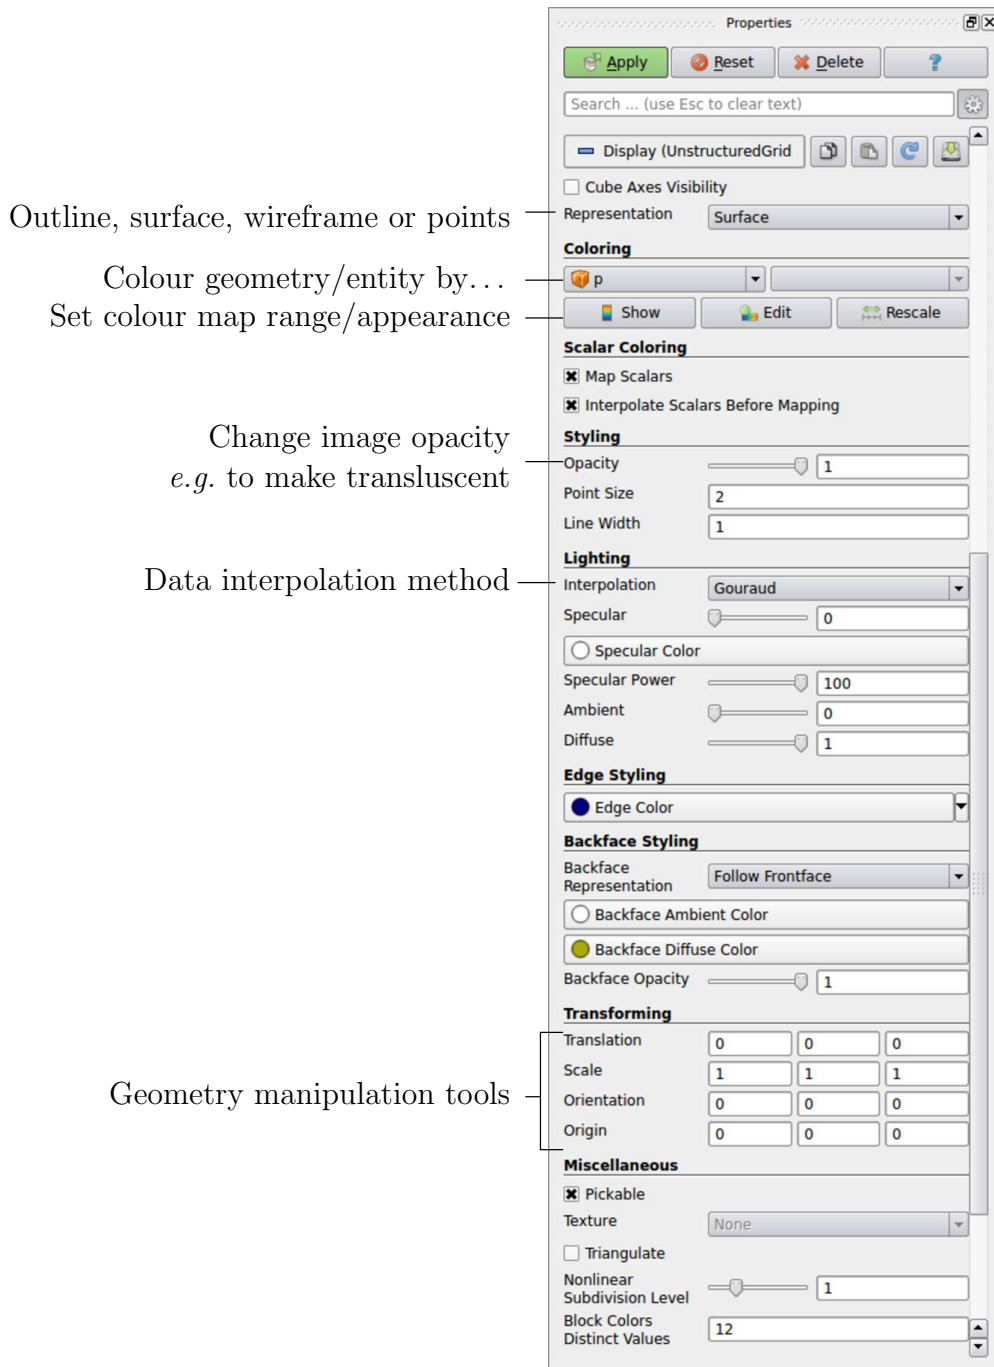 Properties
Apply Reset Delete ?
Search ... (use Esc to clear text)
Display (UnstructuredGrid
Cube Axes Visibility
Outline, surface, wireframe or points
Representation Surface
Coloring
Colour geometry/entity by...
p
Set colour map range/appearance
Show Edit Rescale
Scalar Coloring
Map Scalars
Interpolate Scalars Before Mapping
Styling
Change image opacity
e.g. to make transluscent
Opacity 1
Point Size 2
Line Width 1
Lighting
Data interpolation method
Interpolation Gouraud
Specular 0
Specular Color
Specular Power 100
Ambient 0
Diffuse 1
Edge Styling
Edge Color
Backface Styling
Backface
Representation Follow Frontface
Backface Ambient Color
Backface Diffuse Color
Backface Opacity 1
Transforming
Geometry manipulation tools
Translation 0 0 0
Scale 1 1 1
Orientation 0 0 0
Origin 0 0 0
Miscellaneous
Pickable
Texture None
Triangulate
Nonlinear
Subdivision Level 1
Block Colors
Distinct Values 12